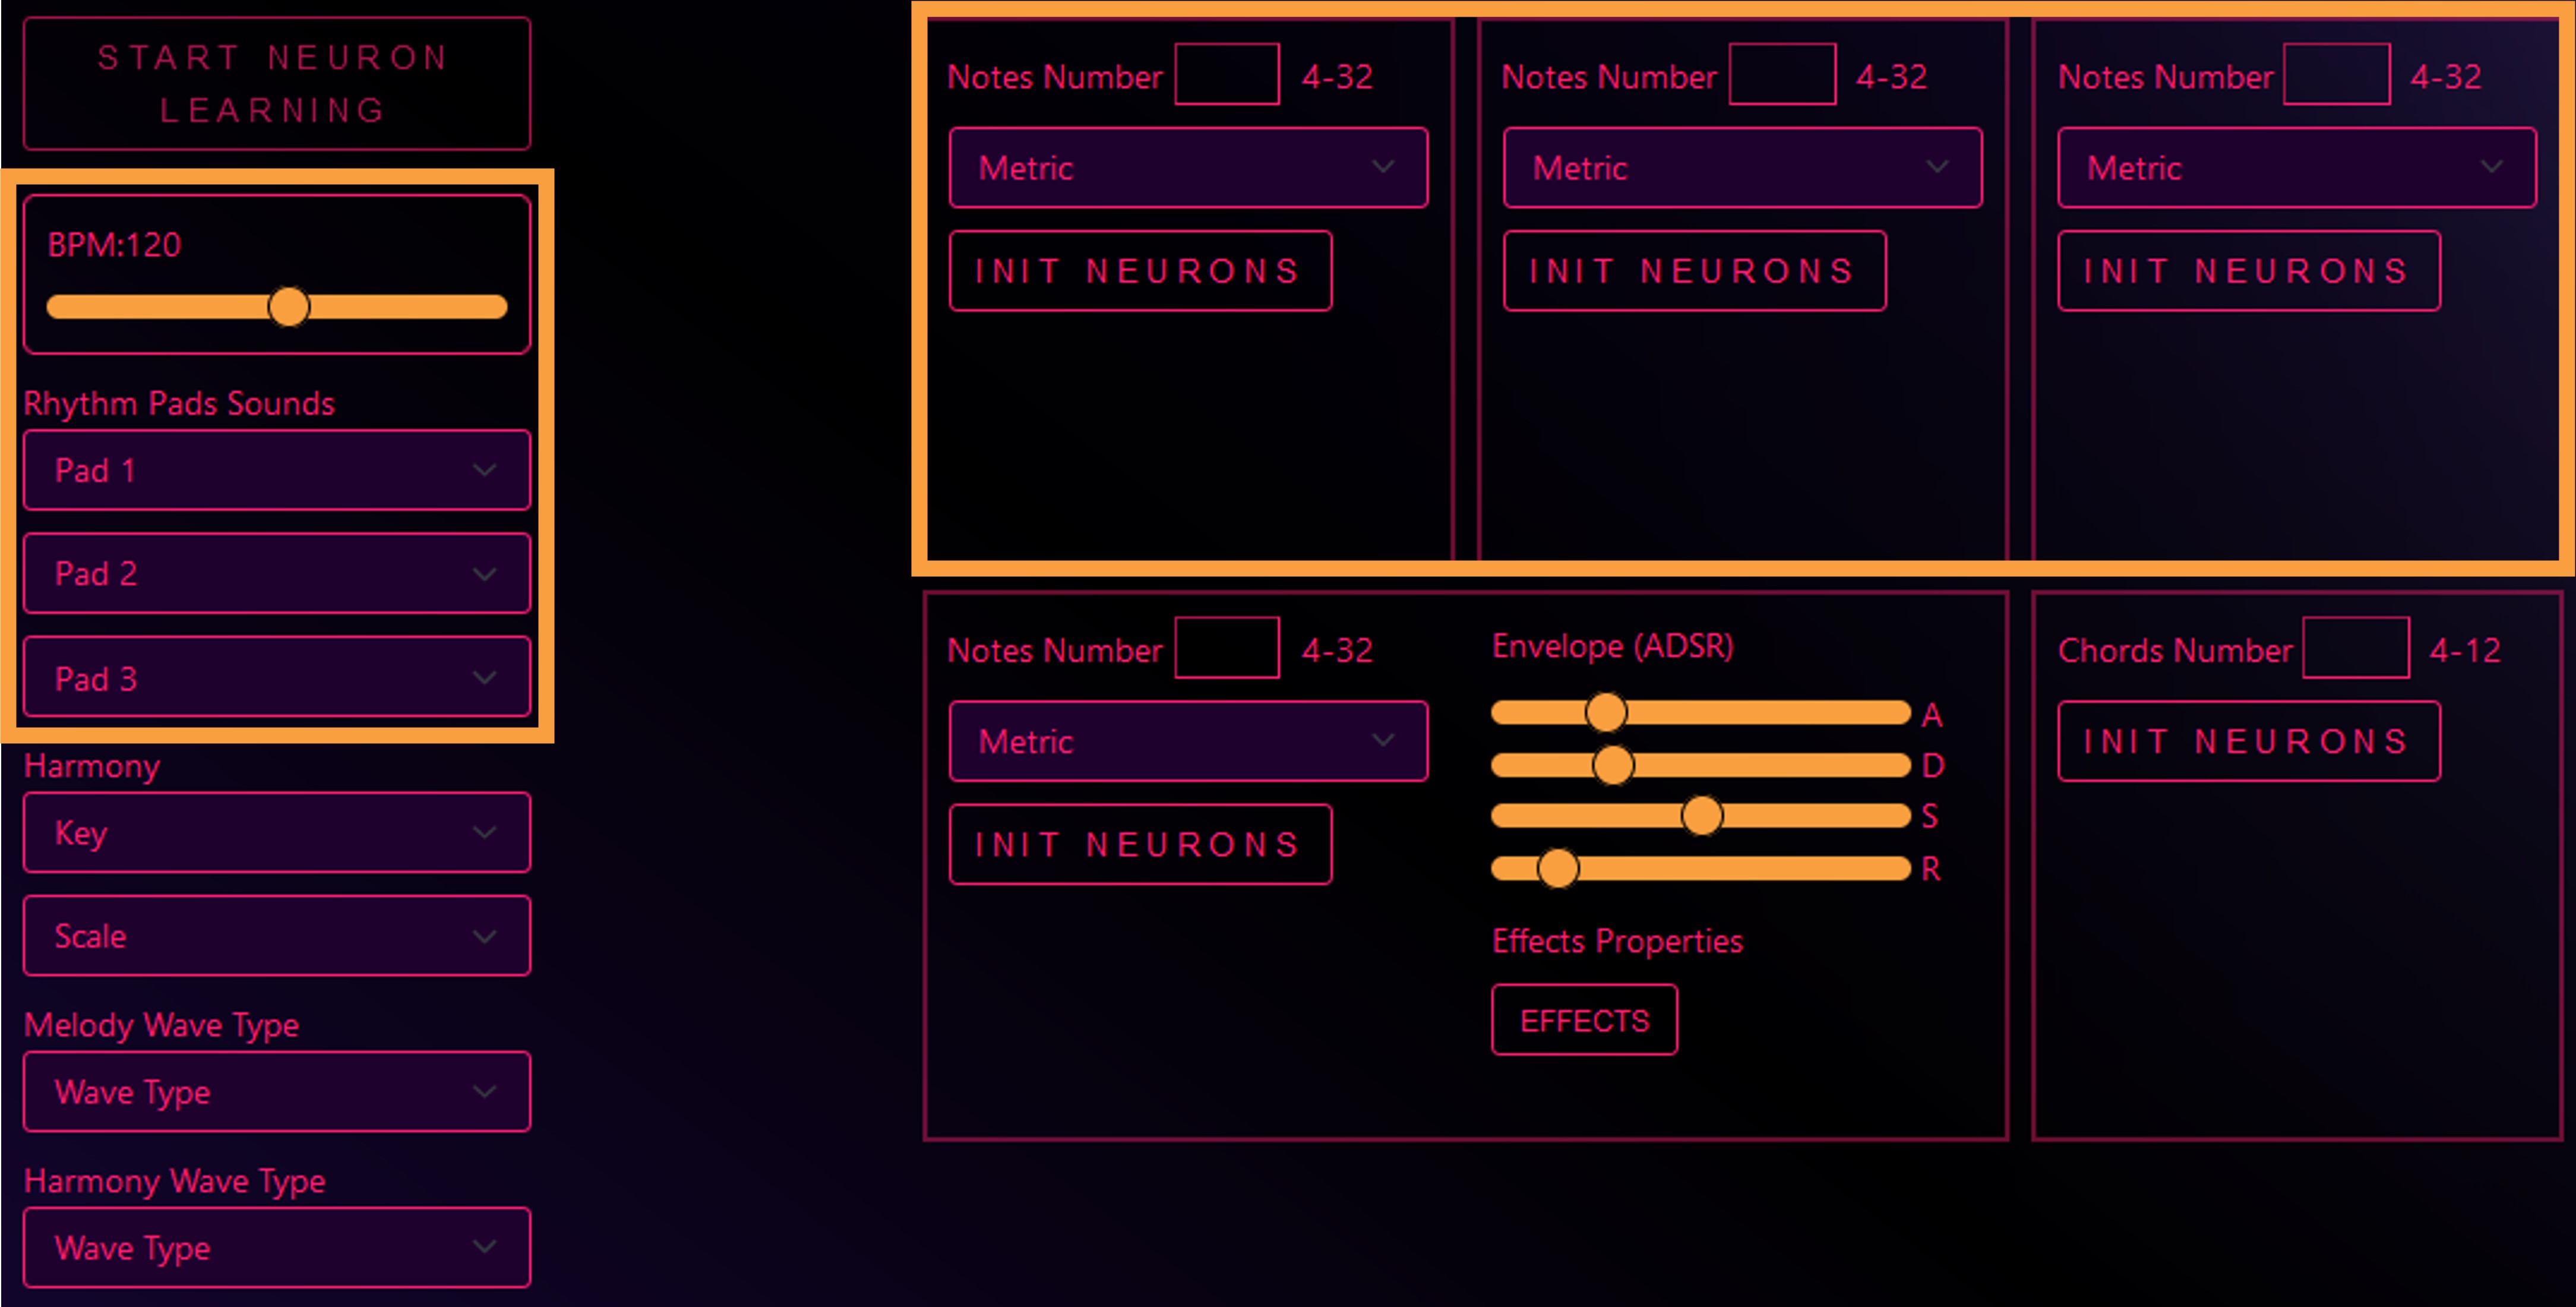 START NEURON
LEARNING
BPM:120
Rhythm Pads Sounds
Pad 1
Pad 2
Pad 3
Harmony
Key
Scale
Melody Wave Type
Wave Type
Harmony Wave Type
Wave Type
Notes Number 4-32
Metric
INIT NEURONS
Notes Number 4-32
Metric
INIT NEURONS
Notes Number 4-32
Metric
INIT NEURONS
Notes Number 4-32
Metric
INIT NEURONS
Envelope (ADSR)
A
D
S
R
Effects Properties
EFFECTS
Chords Number 4-12
INIT NEURONS